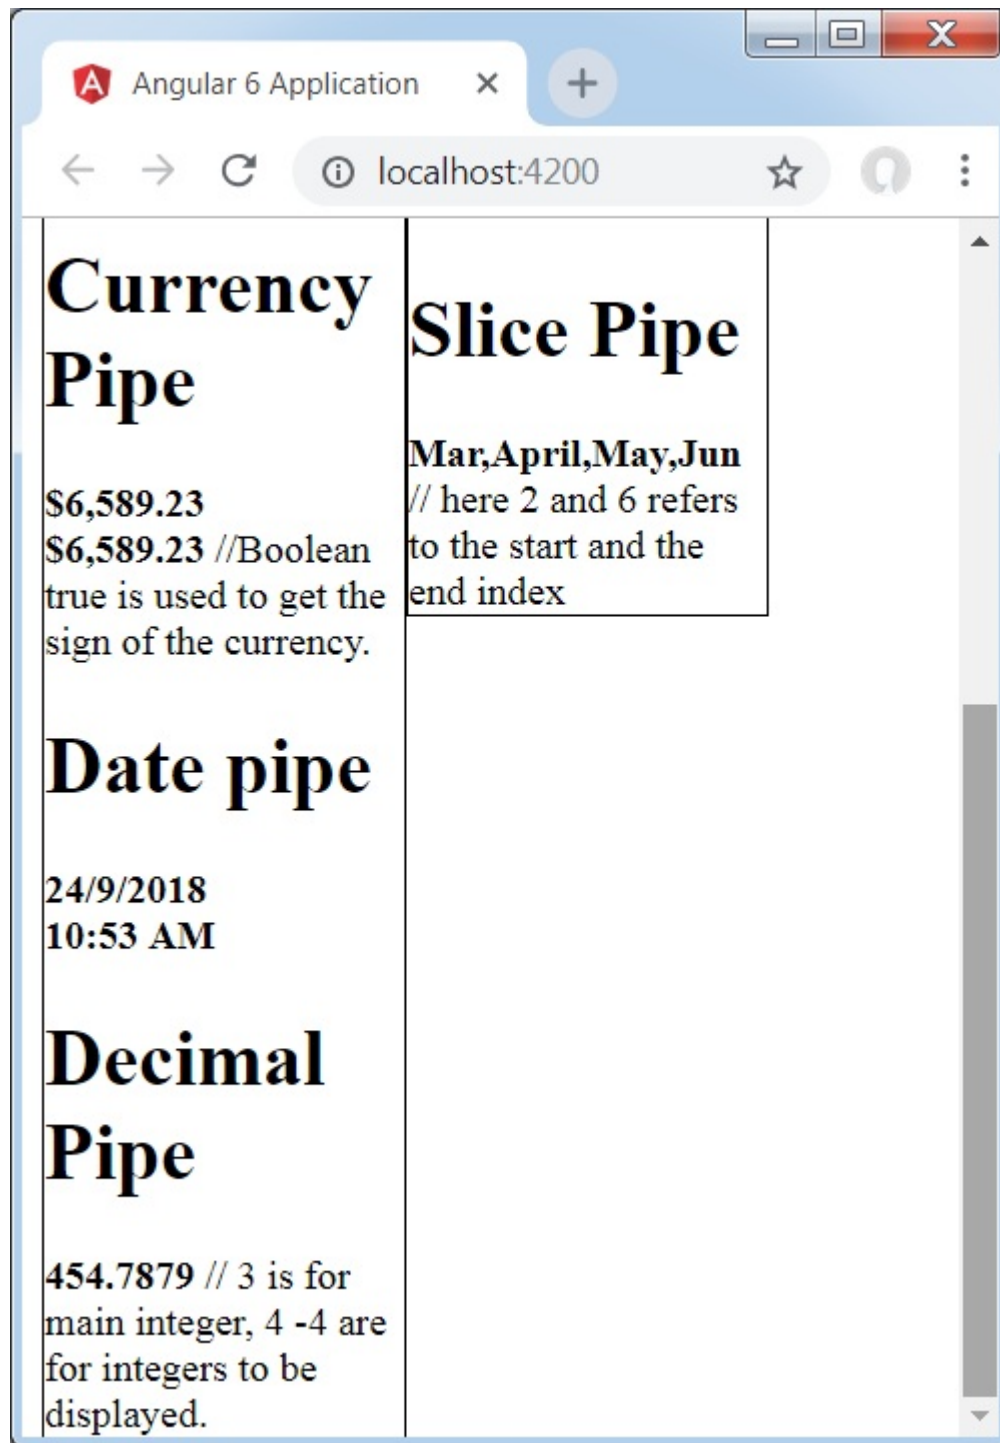 Angular 6 Application
localhost:4200
Currency
Pipe
$6,589.23
$6,589.23 //Boolean
true is used to get the
sign of the currency.
Date pipe
24/9/2018
10:53 AM
Decimal
Pipe
454.7879 // 3 is for
main integer, 4 -4 are
for integers to be
displayed.
Slice Pipe
Mar,April,May,Jun
// here 2 and 6 refers
to the start and the
end index